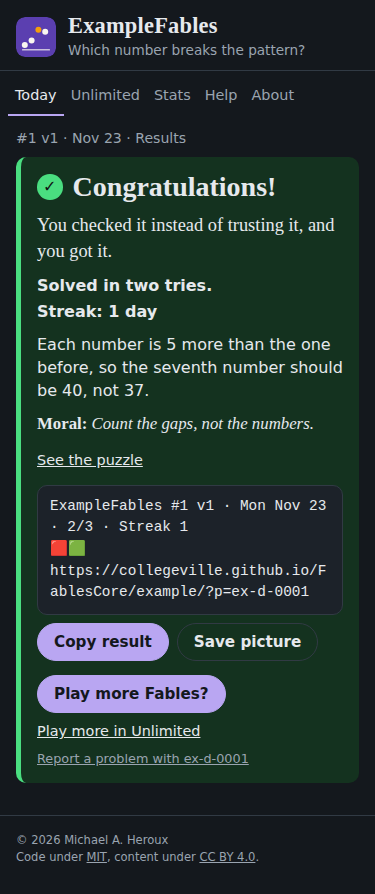 ExampleFables
Which number breaks the pattern?
Today Unlimited Stats Help About
#1 v1 · Nov 23 · Results
✓ Congratulations!
You checked it instead of trusting it, and
you got it.
Solved in two tries.
Streak: 1 day
Each number is 5 more than the one
before, so the seventh number should
be 40, not 37.
Moral: Count the gaps, not the numbers.
See the puzzle
ExampleFables #1 v1 · Mon Nov 23
· 2/3 · Streak 1
🟥🟩
https://collegeville.github.io/F
ablesCore/example/?p=ex-d-0001
Copy result Save picture
Play more Fables?
Play more in Unlimited
Report a problem with ex-d-0001
© 2026 Michael A. Heroux
Code under MIT, content under CC BY 4.0.